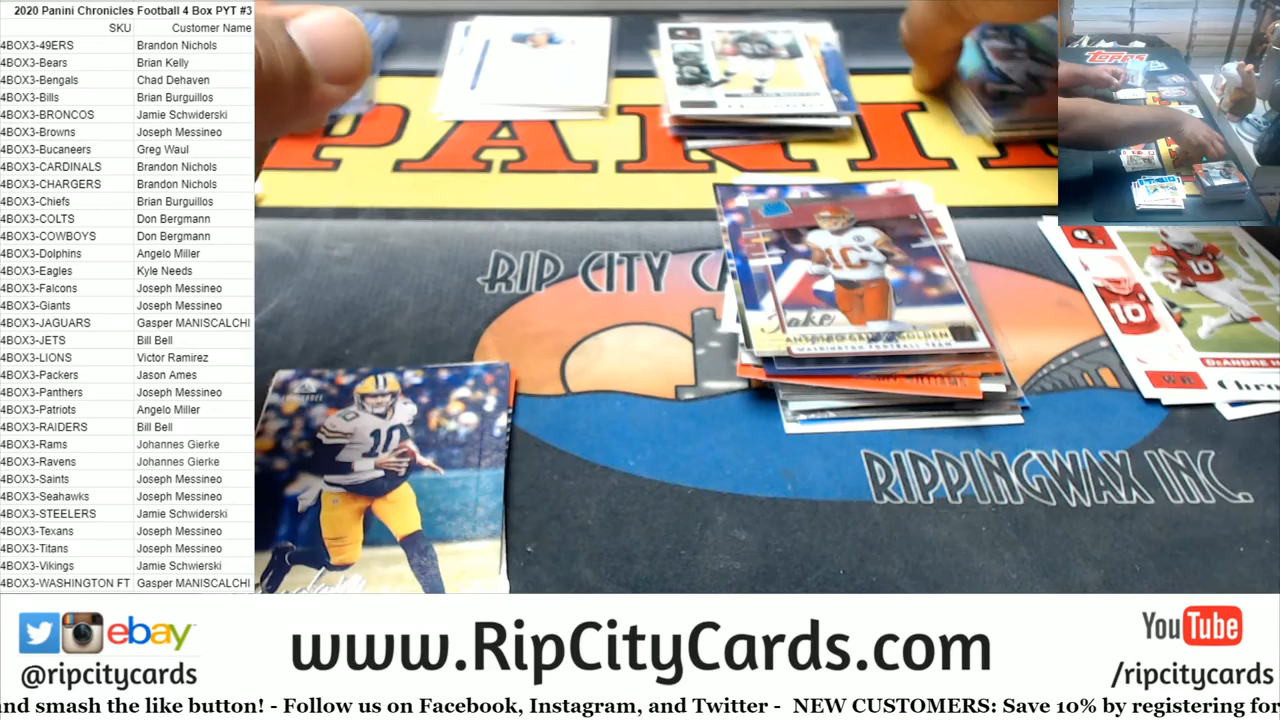 2020 Panini Chronicles Football 4 Box PYT #3
SKU Customer Name
4BOX3-49ERS Brandon Nichols
4BOX3-Bears Brian Kelly
4BOX3-Bengals Chad Dehaven
4BOX3-Bills Brian Burguillos
4BOX3-BRONCOS Jamie Schwiderski
4BOX3-Browns Joseph Messineo
4BOX3-Bucaneers Greg Waul
4BOX3-CARDINALS Brandon Nichols
4BOX3-CHARGERS Brandon Nichols
4BOX3-Chiefs Brian Burguillos
4BOX3-COLTS Don Bergmann
4BOX3-COWBOYS Don Bergmann
4BOX3-Dolphins Angelo Miller
4BOX3-Eagles Kyle Needs
4BOX3-Falcons Joseph Messineo
4BOX3-Giants Joseph Messineo
4BOX3-JAGUARS Gasper MANISCALCHI
4BOX3-JETS Bill Bell
4BOX3-LIONS Victor Ramirez
4BOX3-Packers Jason Ames
4BOX3-Panthers Joseph Messineo
4BOX3-Patriots Angelo Miller
4BOX3-RAIDERS Bill Bell
4BOX3-Rams Johannes Gierke
4BOX3-Ravens Johannes Gierke
4BOX3-Saints Joseph Messineo
4BOX3-Seahawks Joseph Messineo
4BOX3-STEELERS Jamie Schwiderski
4BOX3-Texans Joseph Messineo
4BOX3-Titans Joseph Messineo
4BOX3-Vikings Jamie Schwierski
4BOX3-WASHINGTON FT Gasper MANISCALCHI
PANIN
Topps
RIP CITY CA
10
WASHINGTON FOOTBALL TEAM
10
10
DEANDRE H
WR
Chro
10
RIPPINGWAX INC.
ebay
@ripcitycards
www.RipCityCards.com
YouTube
/ripcitycards
nd smash the like button! - Follow us on Facebook, Instagram, and Twitter - NEW CUSTOMERS: Save 10% by registering for